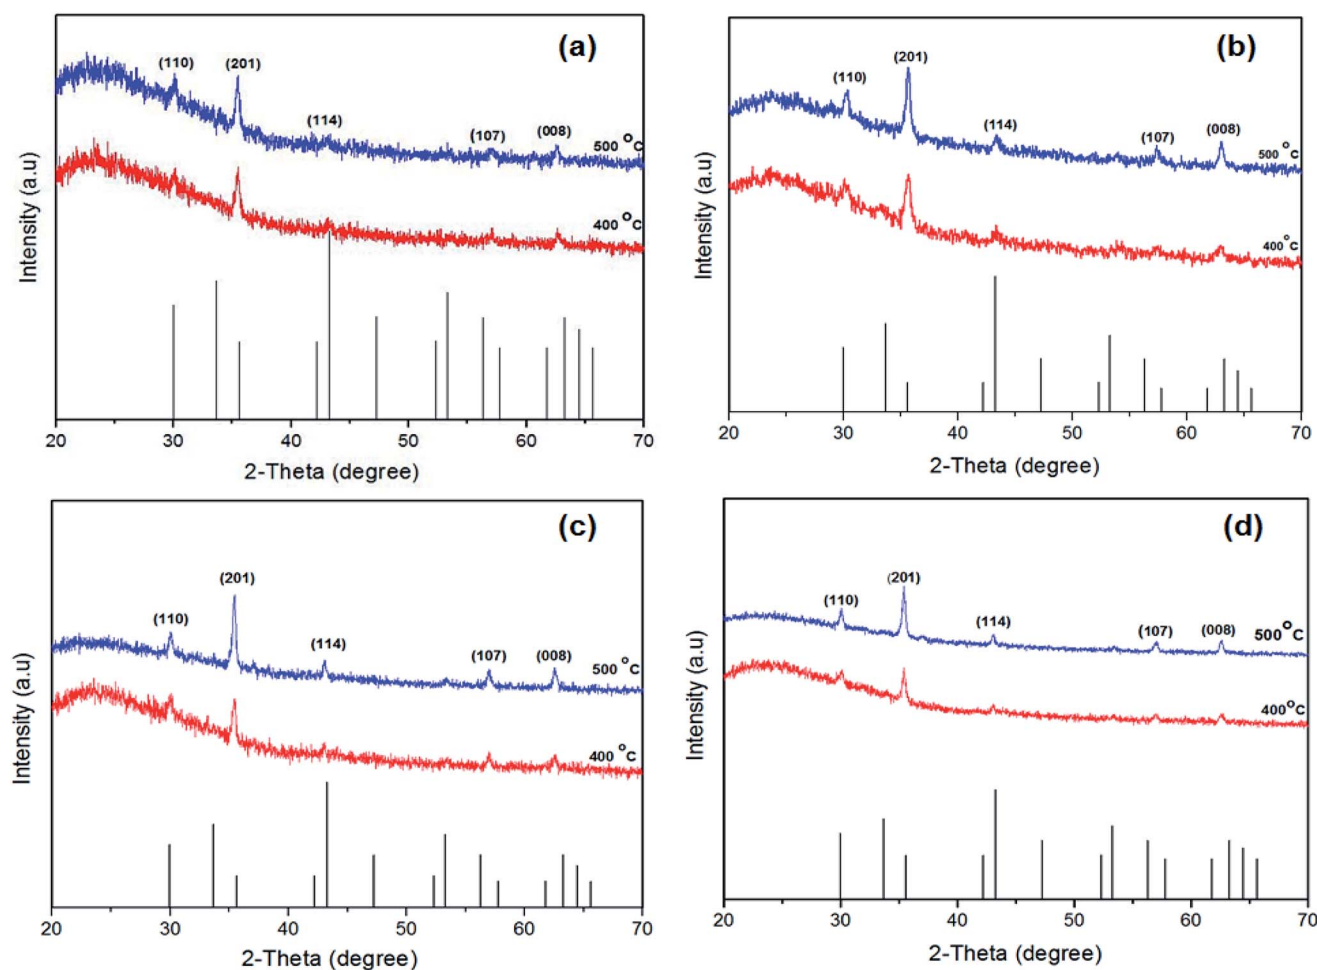 (a)
(110)
(201)
(114)
(107)
(008)
500 °C
400 °C
Intensity (a.u)
20
30
40
50
60
70
2-Theta (degree)
(b)
(110)
(201)
(114)
(107)
(008)
500 °C
400 °C
Intensity (a.u)
20
30
40
50
60
70
2-Theta (degree)
(c)
(201)
(110)
(114)
(107)
(008)
500 °C
400 °C
Intensity (a.u)
20
30
40
50
60
70
2-Theta (degree)
(d)
(201)
(110)
(114)
(107)
(008)
500°C
400°C
Intensity (a.u)
20
30
40
50
60
70
2-Theta (degree)